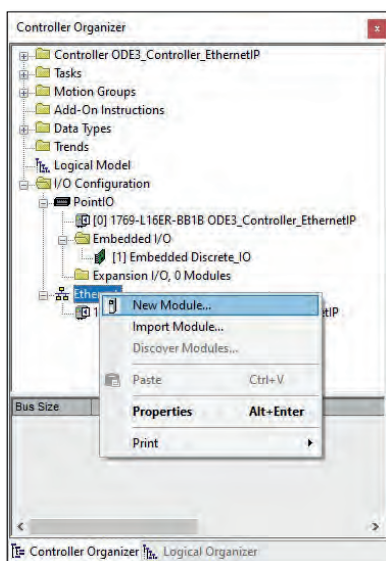 Controller Organizer
x
Controller ODE3_Controller_EthernetIP
Tasks
Motion Groups
Add-On Instructions
Data Types
Trends
Logical Model
I/O Configuration
PointIO
[0] 1769-L16ER-BB1B ODE3_Controller_EthernetIP
Embedded I/O
[1] Embedded Discrete_IO
Expansion I/O, 0 Modules
New Module...
Import Module...
Discover Modules...
Paste Ctrl+V
Properties Alt+Enter
Print
Bus Size
Controller Organizer Logical Organizer